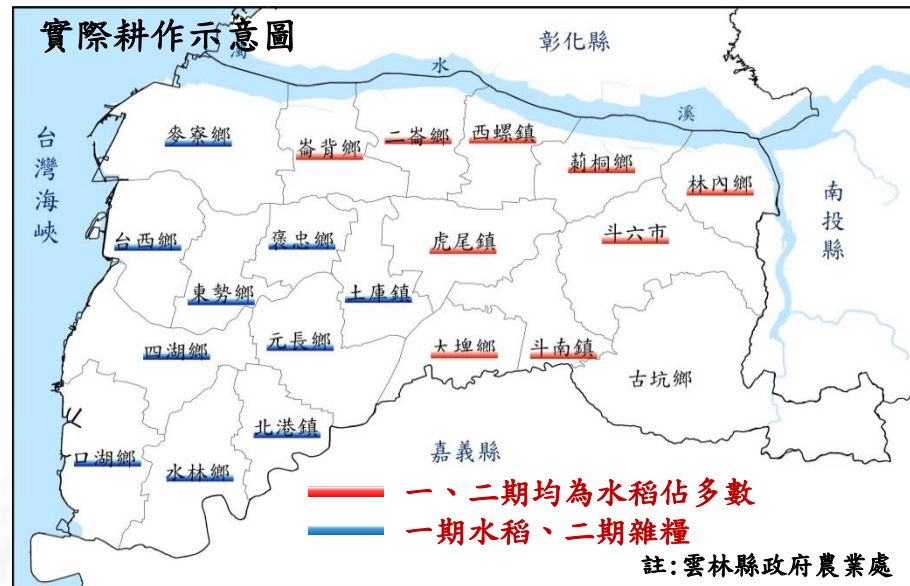 實際耕作示意圖
彰化縣
濁
水
溪
台灣海峽
南投縣
嘉義縣
麥寮鄉
崙背鄉
二崙鄉
西螺鎮
莿桐鄉
林內鄉
台西鄉
褒忠鄉
虎尾鎮
斗六市
東勢鄉
土庫鎮
四湖鄉
元長鄉
大埤鄉
斗南鎮
古坑鄉
北港鎮
口湖鄉
水林鄉
一、二期均為水稻佔多數
一期水稻、二期雜糧
註:雲林縣政府農業處